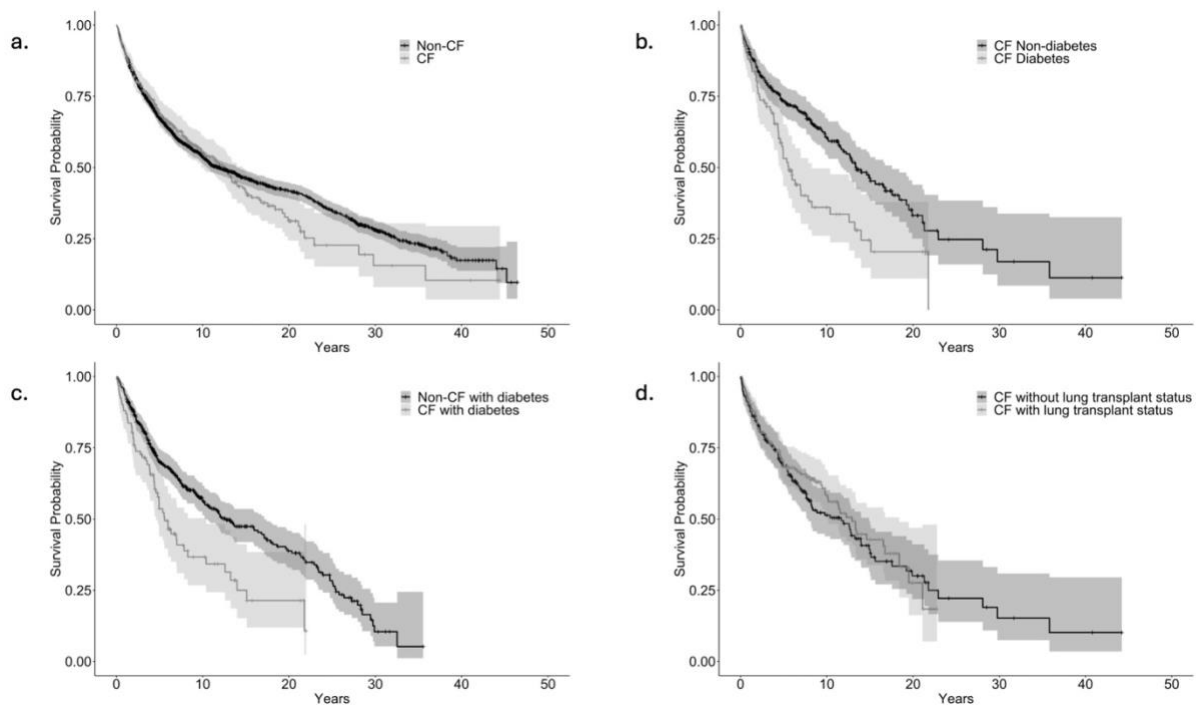 a.
1.00
0.75
0.50
0.25
0.00
Survival Probability
Non-CF
CF
0 10 20 30 40 50
Years
b.
1.00
0.75
0.50
0.25
0.00
Survival Probability
CF Non-diabetes
CF Diabetes
0 10 20 30 40 50
Years
c.
1.00
0.75
0.50
0.25
0.00
Survival Probability
Non-CF with diabetes
CF with diabetes
0 10 20 30 40 50
Years
d.
1.00
0.75
0.50
0.25
0.00
Survival Probability
CF without lung transplant status
CF with lung transplant status
0 10 20 30 40 50
Years